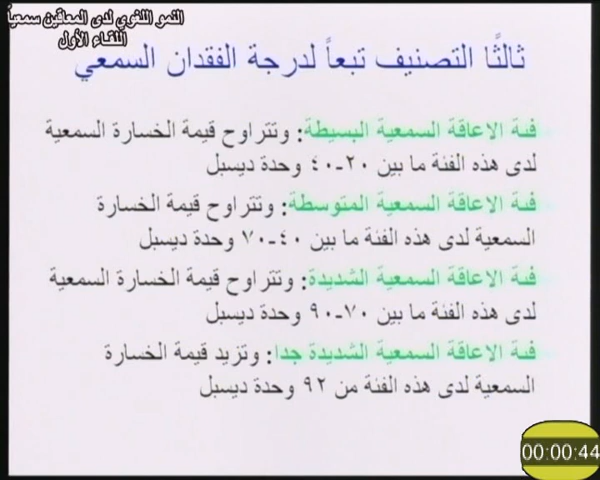 النمو اللغوي لدى المعاقين سمعياً
اللقاء الأول
ثالثًا التصنيف تبعاً لدرجة الفقدان السمعي
فئة الاعاقة السمعية البسيطة: وتتراوح قيمة الخسارة السمعية
لدى هذه الفئة ما بين ٢٠-٤٠ وحدة ديسبل
فئة الاعاقة السمعية المتوسطة: وتتراوح قيمة الخسارة
السمعية لدى هذه الفئة ما بين ٤٠-٧٠ وحدة ديسبل
فئة الاعاقة السمعية الشديدة: وتتراوح قيمة الخسارة السمعية
لدى هذه الفئة ما بين ٧٠-٩٠ وحدة ديسبل
فئة الاعاقة السمعية الشديدة جدا: وتزيد قيمة الخسارة
السمعية لدى هذه الفئة من ٩٢ وحدة ديسبل
00:00:44